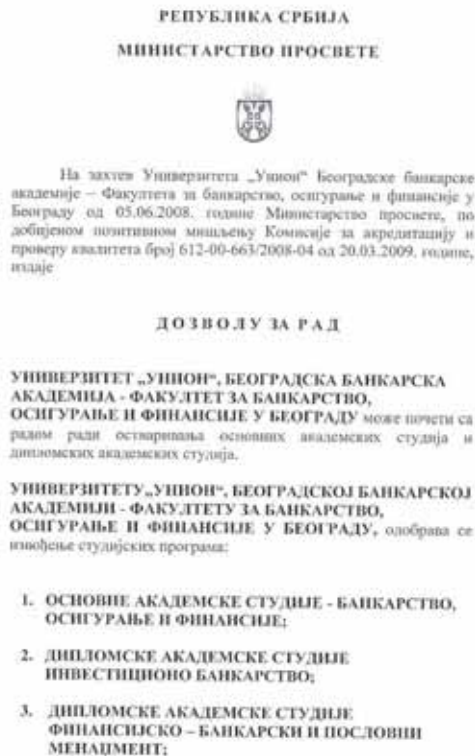 РЕПУБЛИКА СРБИЈА
МИНИСТАРСТВО ПРОСВЕТЕ
На захтев Универзитета „Унион“ Београдске банкарске
академије – Факултета за банкарство, осигурање и финансије у
Београду од 05.06.2008. године Министарство просвете, по
добијеном позитивном мишљењу Комисије за акредитацију и
проверу квалитета број 612-00-663/2008-04 од 20.03.2009. године,
издаје
ДОЗВОЛУ ЗА РАД
УНИВЕРЗИТЕТ „УНИОН“, БЕОГРАДСКА БАНКАРСКА
АКАДЕМИЈА - ФАКУЛТЕТ ЗА БАНКАРСТВО,
ОСИГУРАЊЕ И ФИНАНСИЈЕ У БЕОГРАДУ може почети са
радом ради остваривања основних академских студија и
дипломских академских студија.
УНИВЕРЗИТЕТУ„УНИОН“, БЕОГРАДСКОЈ БАНКАРСКОЈ
АКАДЕМИЈИ - ФАКУЛТЕТУ ЗА БАНКАРСТВО,
ОСИГУРАЊЕ И ФИНАНСИЈЕ У БЕОГРАДУ, одобрава се
извођење студијских програма:
1. ОСНОВНЕ АКАДЕМСКЕ СТУДИЈЕ - БАНКАРСТВО,
ОСИГУРАЊЕ И ФИНАНСИЈЕ;
2. ДИПЛОМСКЕ АКАДЕМСКЕ СТУДИЈЕ
ИНВЕСТИЦИОНО БАНКАРСТВО;
3. ДИПЛОМСКЕ АКАДЕМСКЕ СТУДИЈЕ
ФИНАНСИЈСКО – БАНКАРСКИ И ПОСЛОВНИ
МЕНАЏМЕНТ;